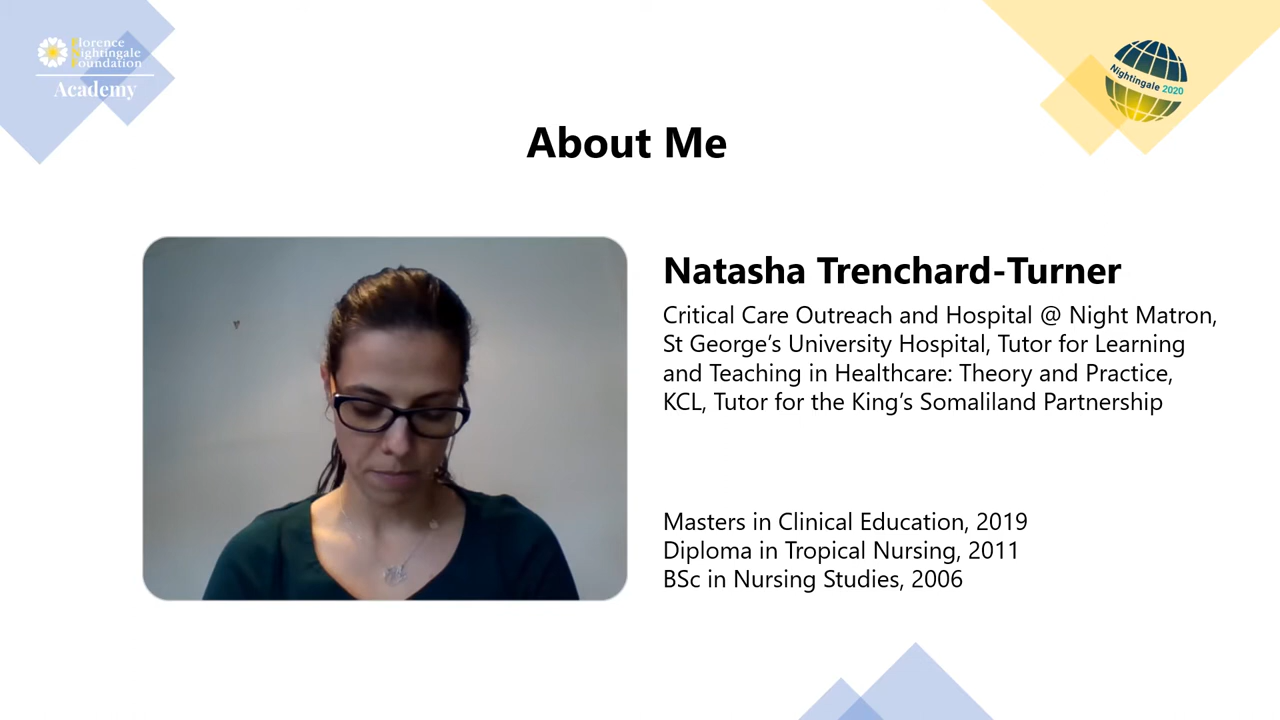 Florence
Nightingale
Foundation
Academy
Nightingale 2020
About Me
Natasha Trenchard-Turner
Critical Care Outreach and Hospital @ Night Matron,
St George’s University Hospital, Tutor for Learning
and Teaching in Healthcare: Theory and Practice,
KCL, Tutor for the King’s Somaliland Partnership
Masters in Clinical Education, 2019
Diploma in Tropical Nursing, 2011
BSc in Nursing Studies, 2006